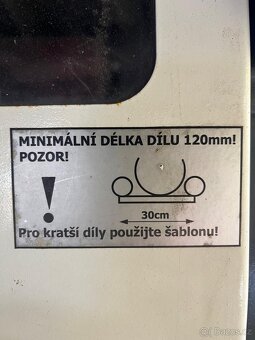 MINIMÁLNÍ DÉLKA DÍLU 120mm!
POZOR!
!
30cm
Pro kratší díly použijte šablonu!